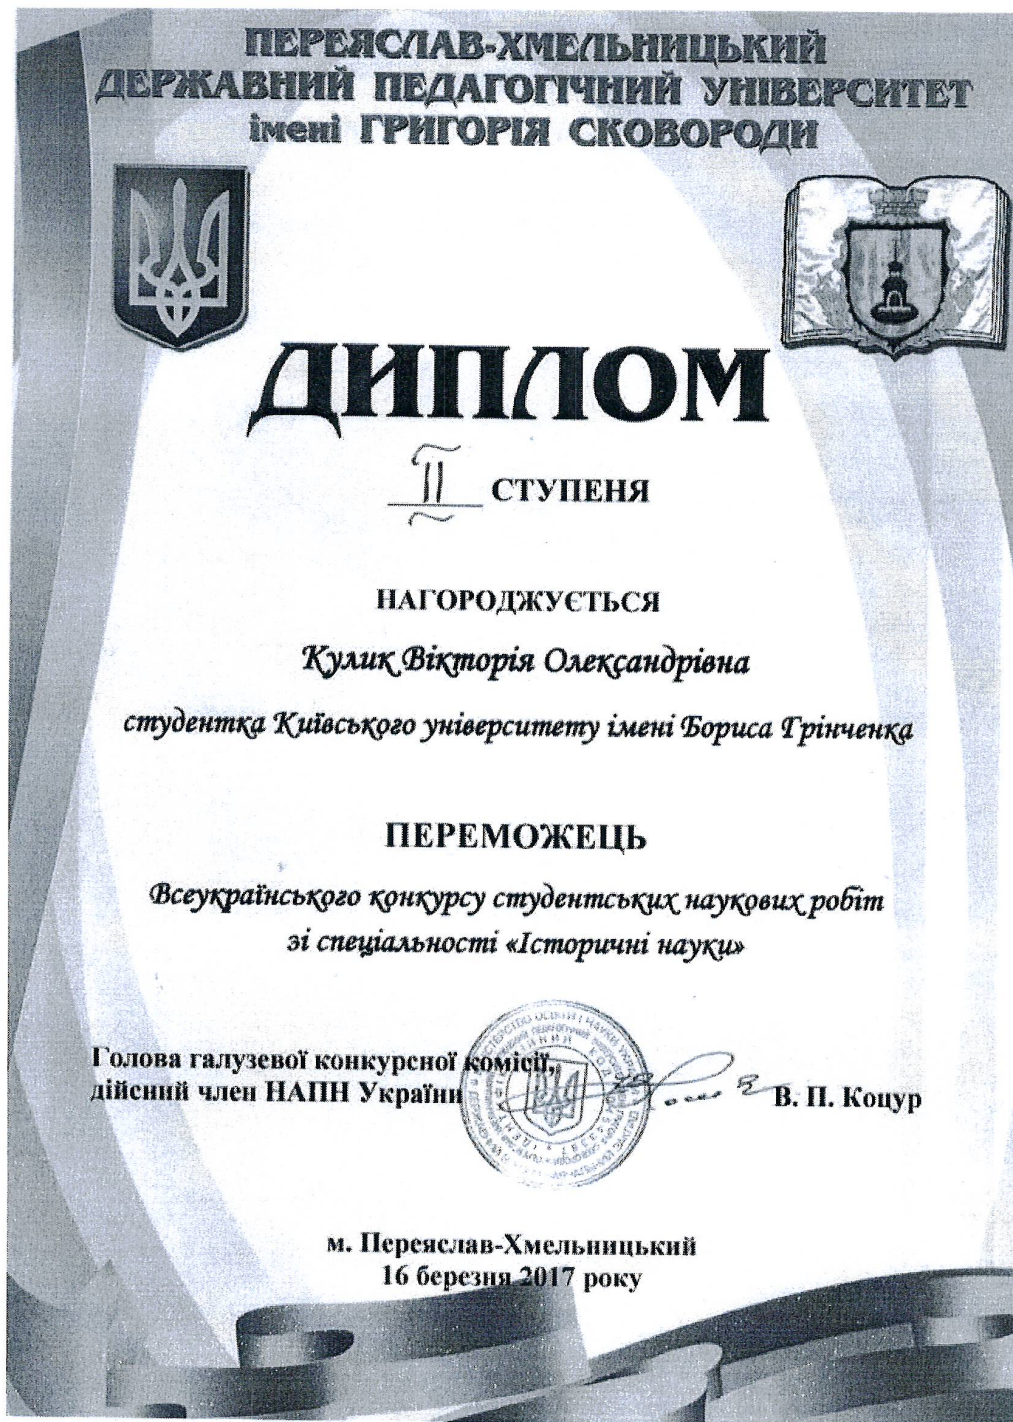 ПЕРЕЯСЛАВ-ХМЕЛЬНИЦЬКИЙ
ДЕРЖАВНИЙ ПЕДАГОГІЧНИЙ УНІВЕРСИТЕТ
імені ГРИГОРІЯ СКОВОРОДИ
ДИПЛОМ
II СТУПЕНЯ
НАГОРОДЖУЄТЬСЯ
Кулик Вікторія Олександрівна
студентка Київського університету імені Бориса Грінченка
ПЕРЕМОЖЕЦЬ
Всеукраїнського конкурсу студентських наукових робіт
зі спеціальності «Історичні науки»
Голова галузевої конкурсної комісії,
дійсний член НАПН України
В. П. Коцур
м. Переяслав-Хмельницький
16 березня 2017 року